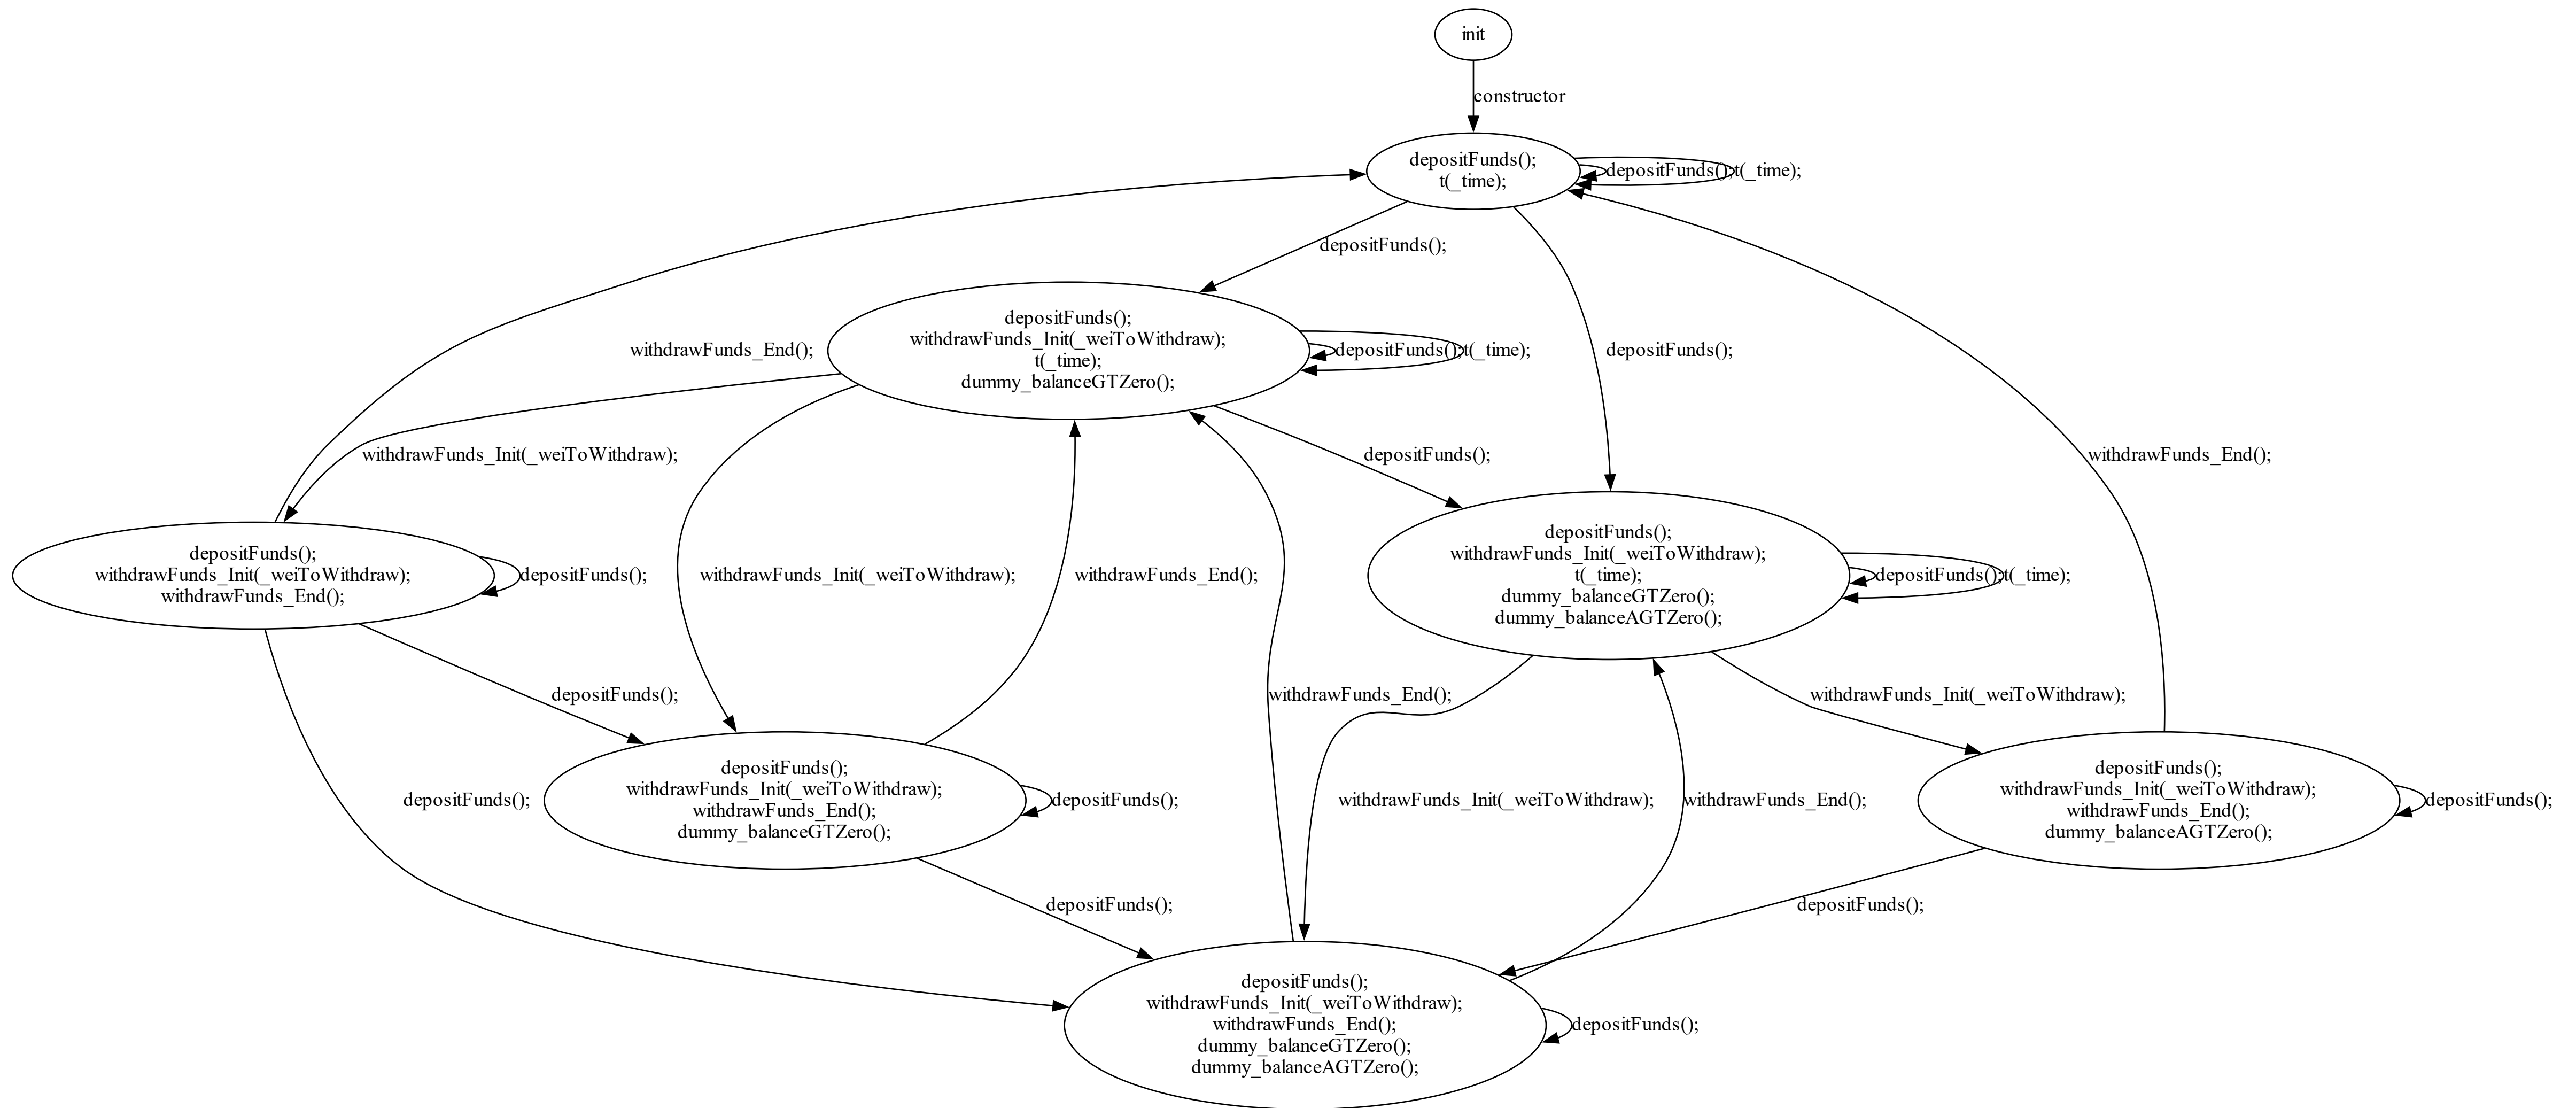 init
constructor
depositFunds();
t(_time);
depositFunds();
t(_time);
depositFunds();
depositFunds();
withdrawFunds_Init(_weiToWithdraw);
t(_time);
dummy_balanceGTZero();
depositFunds();
t(_time);
withdrawFunds_End();
depositFunds();
withdrawFunds_Init(_weiToWithdraw);
depositFunds();
withdrawFunds_End();
depositFunds();
withdrawFunds_Init(_weiToWithdraw);
withdrawFunds_End();
depositFunds();
withdrawFunds_Init(_weiToWithdraw);
withdrawFunds_End();
depositFunds();
withdrawFunds_Init(_weiToWithdraw);
t(_time);
dummy_balanceGTZero();
dummy_balanceAGTZero();
depositFunds();
t(_time);
depositFunds();
withdrawFunds_End();
withdrawFunds_Init(_weiToWithdraw);
depositFunds();
depositFunds();
withdrawFunds_Init(_weiToWithdraw);
withdrawFunds_End();
dummy_balanceGTZero();
depositFunds();
withdrawFunds_Init(_weiToWithdraw);
withdrawFunds_End();
depositFunds();
withdrawFunds_Init(_weiToWithdraw);
withdrawFunds_End();
dummy_balanceAGTZero();
depositFunds();
depositFunds();
depositFunds();
depositFunds();
withdrawFunds_Init(_weiToWithdraw);
withdrawFunds_End();
dummy_balanceGTZero();
dummy_balanceAGTZero();
depositFunds();